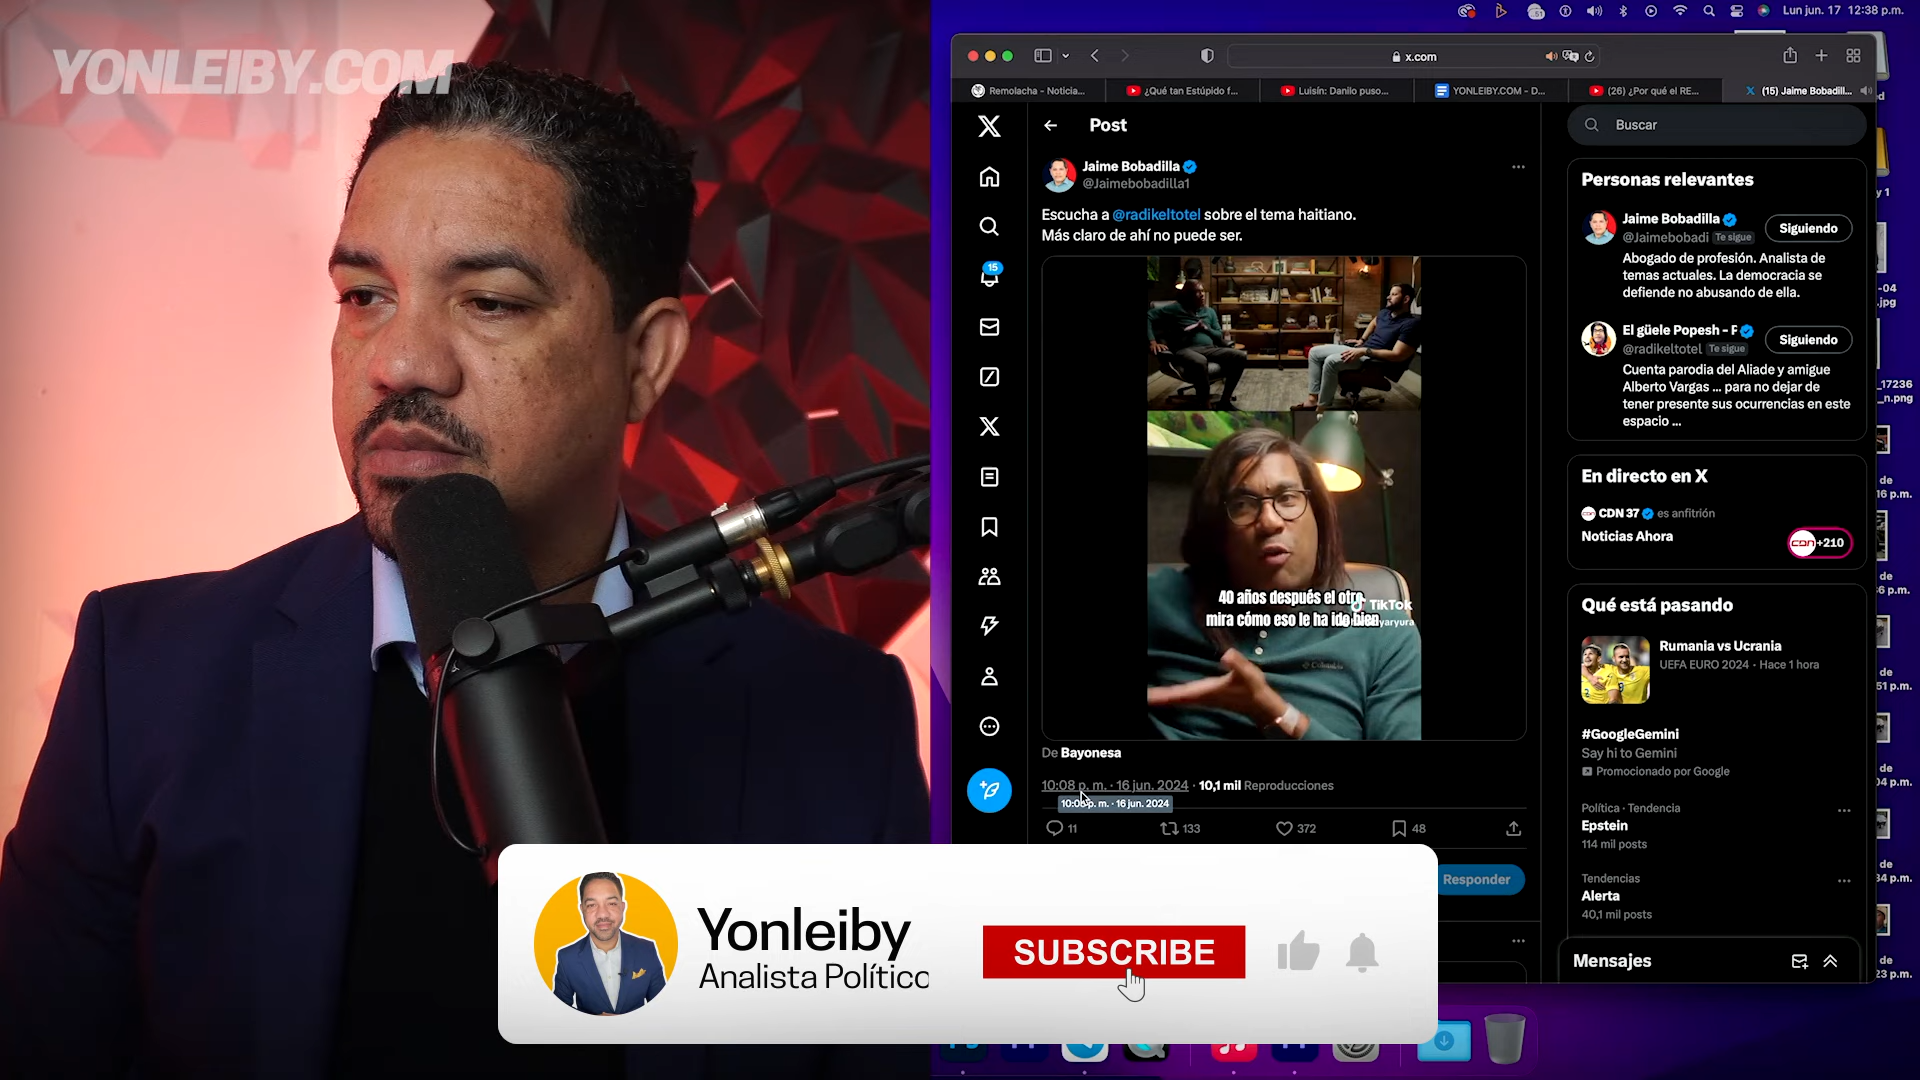 YONLEIBY.COM
Lun jun. 17 12:38 p.m.
x.com
Remolacha - Noticia...
¿Qué tan Estúpido f...
Luisín: Danilo puso...
YONLEIBY.COM - D...
(26) ¿Por qué el RE...
(15) Jaime Bobadill...
Post
Jaime Bobadilla
@Jaimebobadilla1
Escucha a @radikeltotel sobre el tema haitiano.
Más claro de ahí no puede ser.
40 años después el otro
mira cómo eso le ha ido bien
TikTok
Columbia
De Bayonesa
10:08 p. m. · 16 jun. 2024 · 10,1 mil Reproducciones
10:08 p. m. · 16 jun. 2024
11
133
372
48
Responder
15
Buscar
Personas relevantes
Jaime Bobadilla
@Jaimebobadi Te sigue
Siguiendo
Abogado de profesión. Analista de
temas actuales. La democracia se
defiende no abusando de ella.
El güele Popesh - F
@radikeltotel Te sigue
Siguiendo
Cuenta parodia del Aliade y amigue
Alberto Vargas ... para no dejar de
tener presente sus ocurrencias en este
espacio ...
En directo en X
CDN 37 es anfitrión
Noticias Ahora
+210
Qué está pasando
Rumania vs Ucrania
UEFA EURO 2024 · Hace 1 hora
#GoogleGemini
Say hi to Gemini
Promocionado por Google
Política · Tendencia
Epstein
114 mil posts
Tendencias
Alerta
40,1 mil posts
Mensajes
Yonleiby
Analista Político
SUBSCRIBE